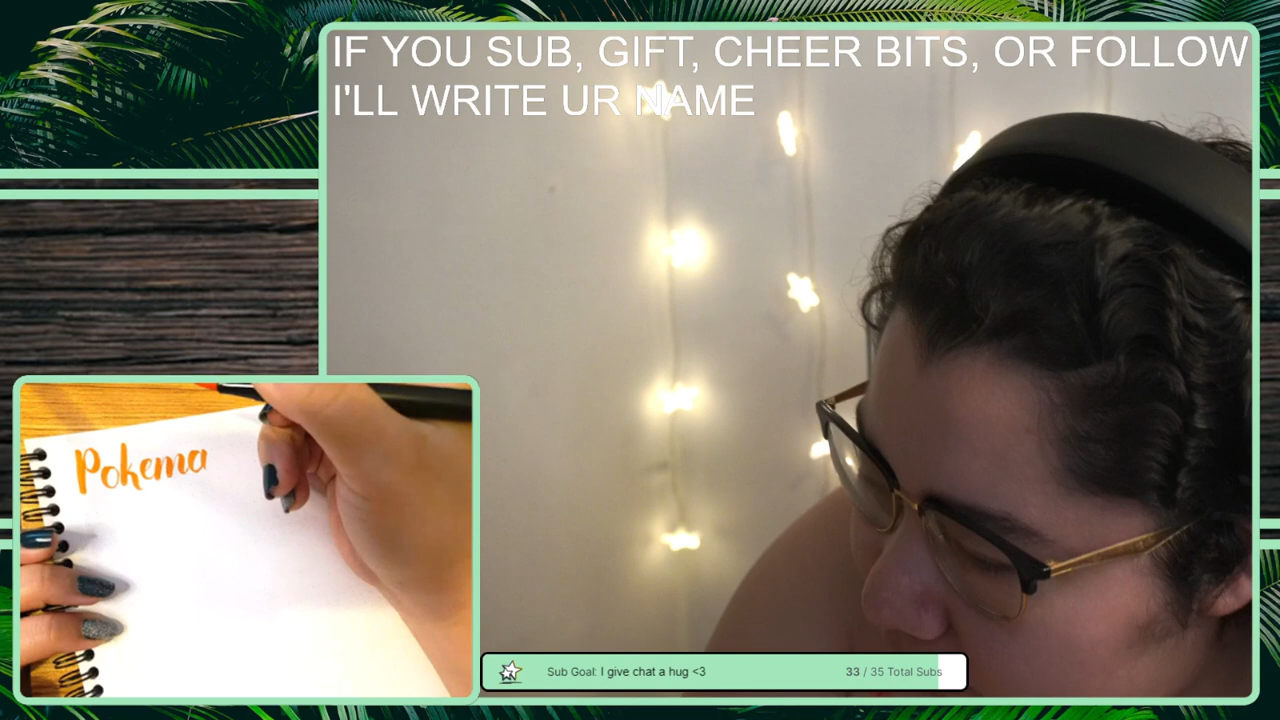 IF YOU SUB, GIFT, CHEER BITS, OR FOLLOW
I'LL WRITE UR NAME
Pokema
Sub Goal: I give chat a hug <3 33 / 35 Total Subs